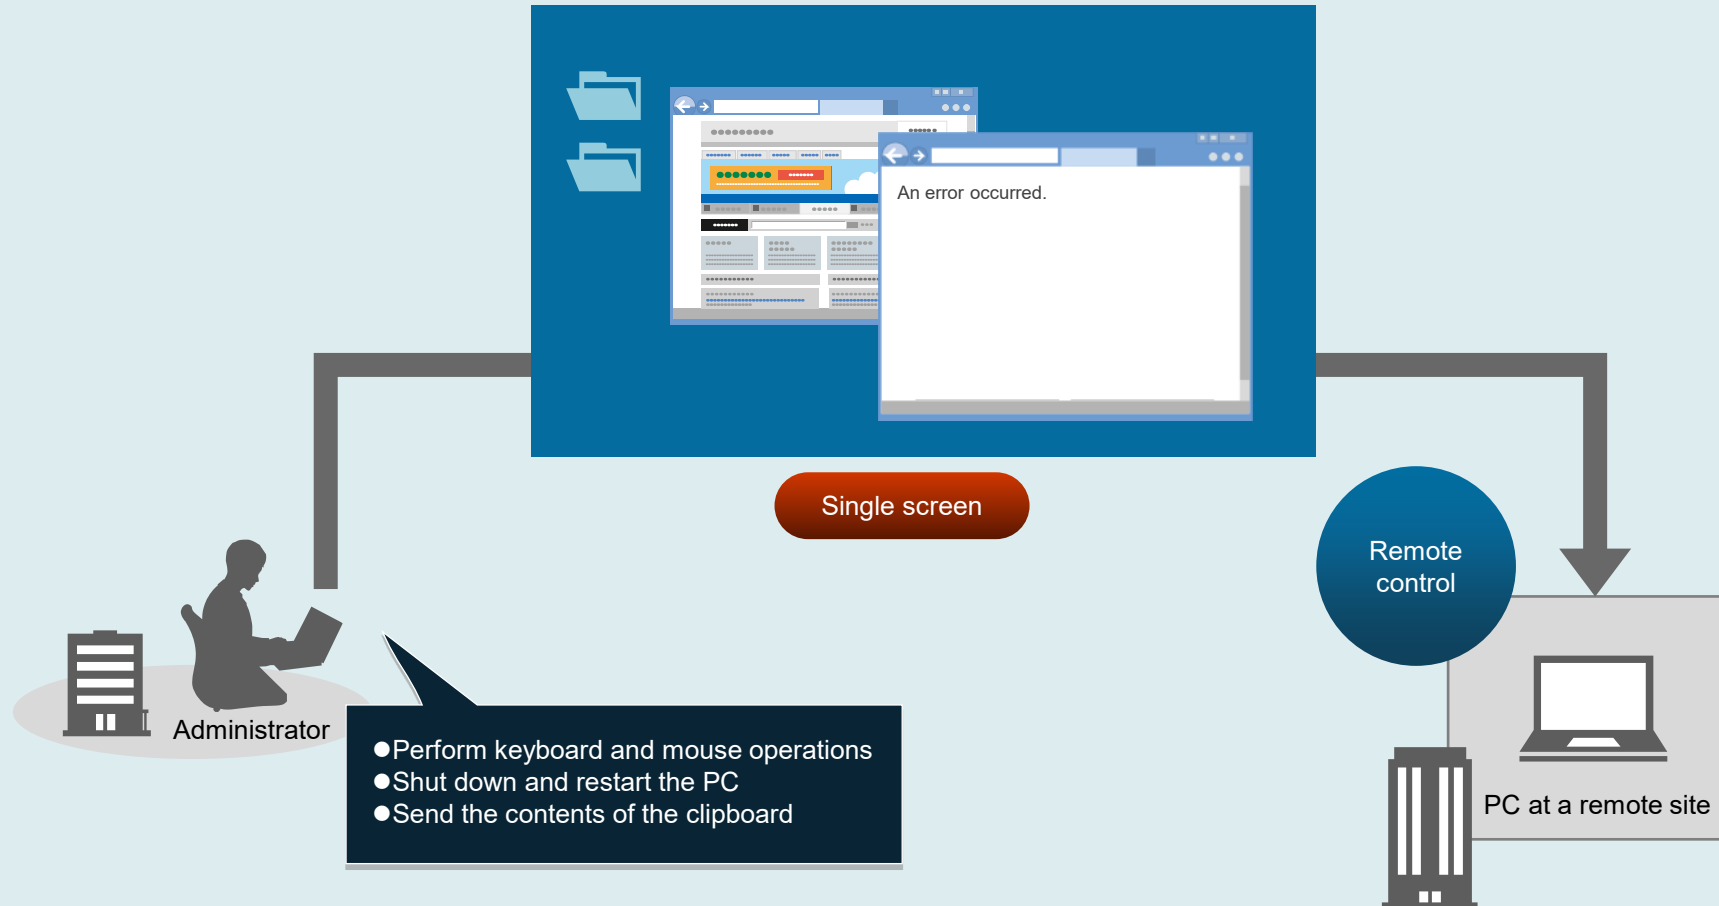 An error occurred.
Single screen
Remote
control
Administrator
●Perform keyboard and mouse operations
●Shut down and restart the PC
●Send the contents of the clipboard
PC at a remote site